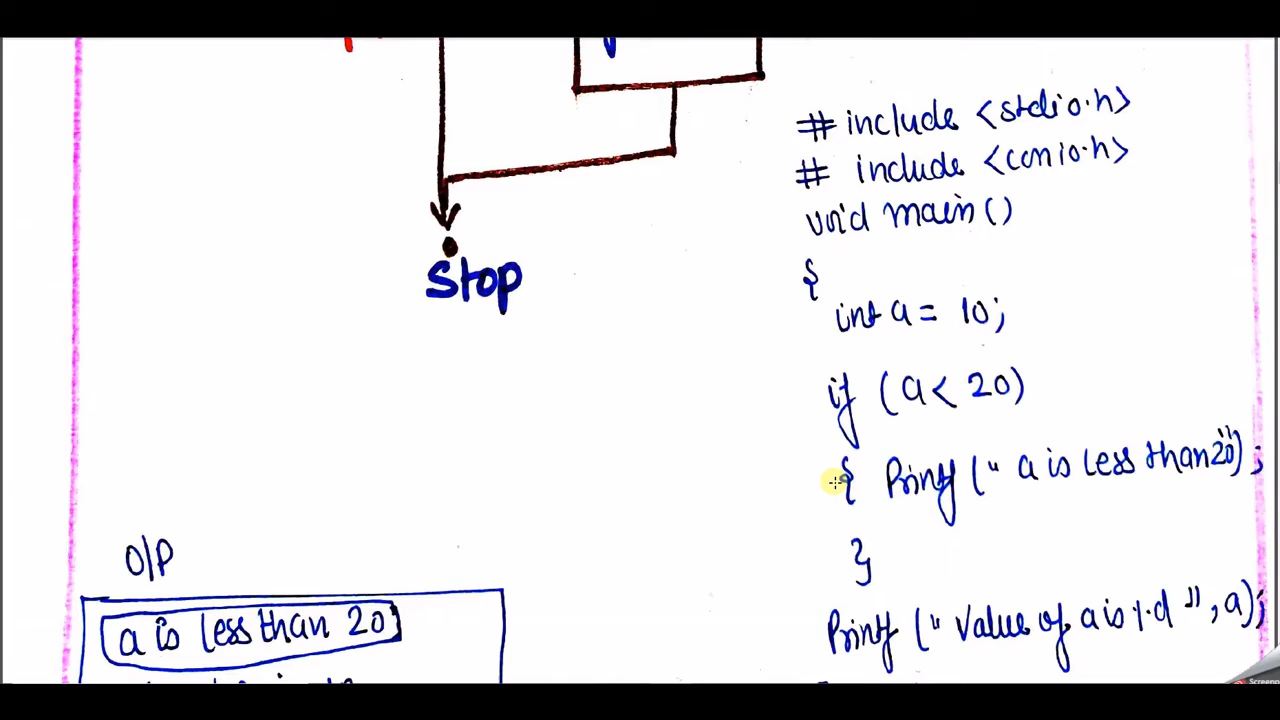 # include <stdio.h>
# include <conio.h>
void main()
{
int a = 10;
if (a < 20)
{ Printf (" a is less than 20");
}
Printf (" Value of a is %d ", a);
Stop
O/P
a is less than 20